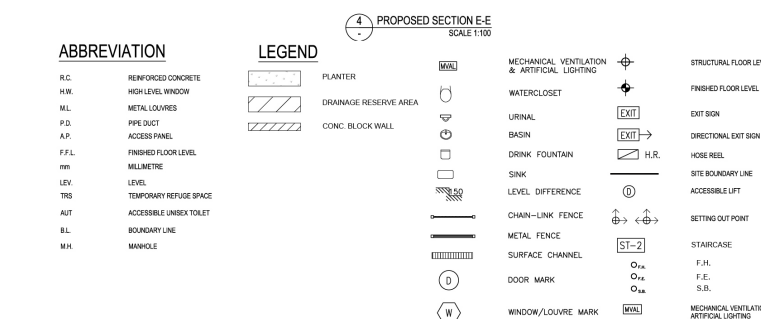 4 PROPOSED SECTION E-E
- SCALE 1:100
ABBREVIATION
R.C. REINFORCED CONCRETE
H.W. HIGH LEVEL WINDOW
M.L. METAL LOUVRES
P.D. PIPE DUCT
A.P. ACCESS PANEL
F.F.L. FINISHED FLOOR LEVEL
mm MILLIMETRE
LEV. LEVEL
TRS TEMPORARY REFUGE SPACE
AUT ACCESSIBLE UNISEX TOILET
B.L. BOUNDARY LINE
M.H. MANHOLE
LEGEND
PLANTER
DRAINAGE RESERVE AREA
CONC. BLOCK WALL
MVAL MECHANICAL VENTILATION
& ARTIFICIAL LIGHTING
WATERCLOSET
URINAL
BASIN
DRINK FOUNTAIN
SINK
150 LEVEL DIFFERENCE
CHAIN-LINK FENCE
METAL FENCE
SURFACE CHANNEL
D DOOR MARK
W WINDOW/LOUVRE MARK
STRUCTURAL FLOOR LEV
FINISHED FLOOR LEVEL
EXIT EXIT SIGN
EXIT DIRECTIONAL EXIT SIGN
H.R. HOSE REEL
SITE BOUNDARY LINE
D ACCESSIBLE LIFT
SETTING OUT POINT
ST-2 STAIRCASE
F.H. F.H.
F.E. F.E.
S.B. S.B.
MVAL MECHANICAL VENTILATIO
ARTIFICIAL LIGHTING